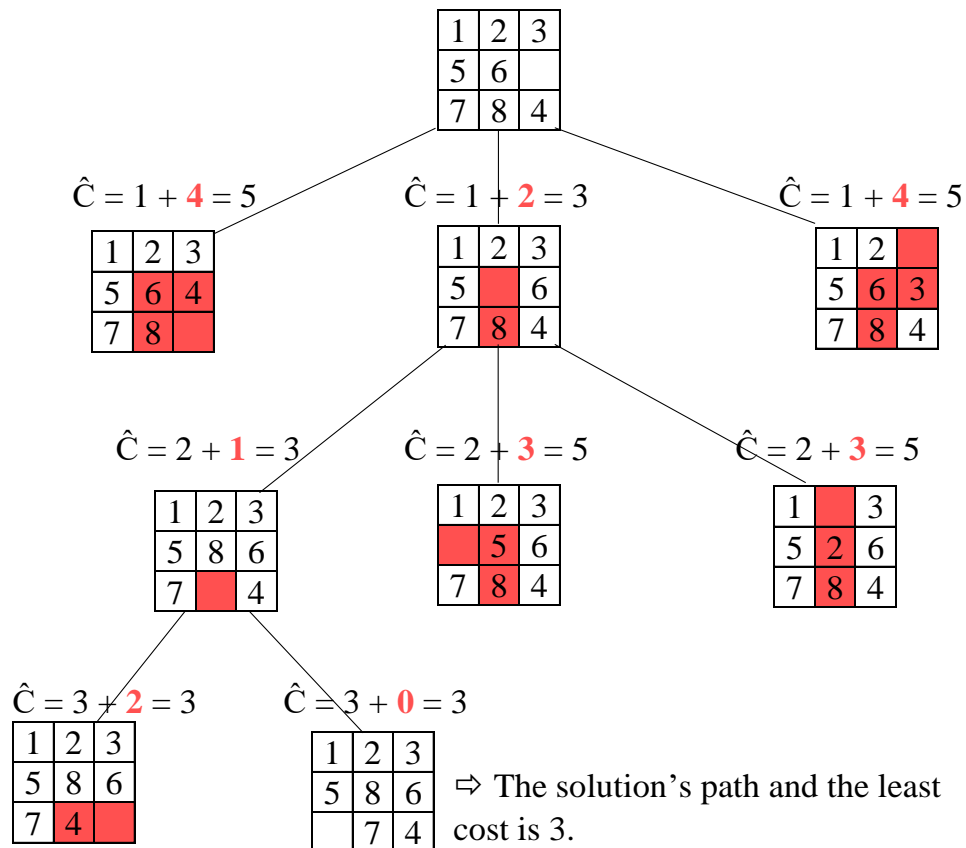 1 2 3
5 6
7 8 4
Ĉ = 1 + 4 = 5
Ĉ = 1 + 2 = 3
Ĉ = 1 + 4 = 5
1 2 3
5 6 4
7 8
1 2 3
5 6
7 8 4
1 2
5 6 3
7 8 4
Ĉ = 2 + 1 = 3
Ĉ = 2 + 3 = 5
Ĉ = 2 + 3 = 5
1 2 3
5 8 6
7 4
1 2 3
5 6
7 8 4
1 3
5 2 6
7 8 4
Ĉ = 3 + 2 = 3
Ĉ = 3 + 0 = 3
1 2 3
5 8 6
7 4
1 2 3
5 8 6
7 4
⇨ The solution’s path and the least
cost is 3.